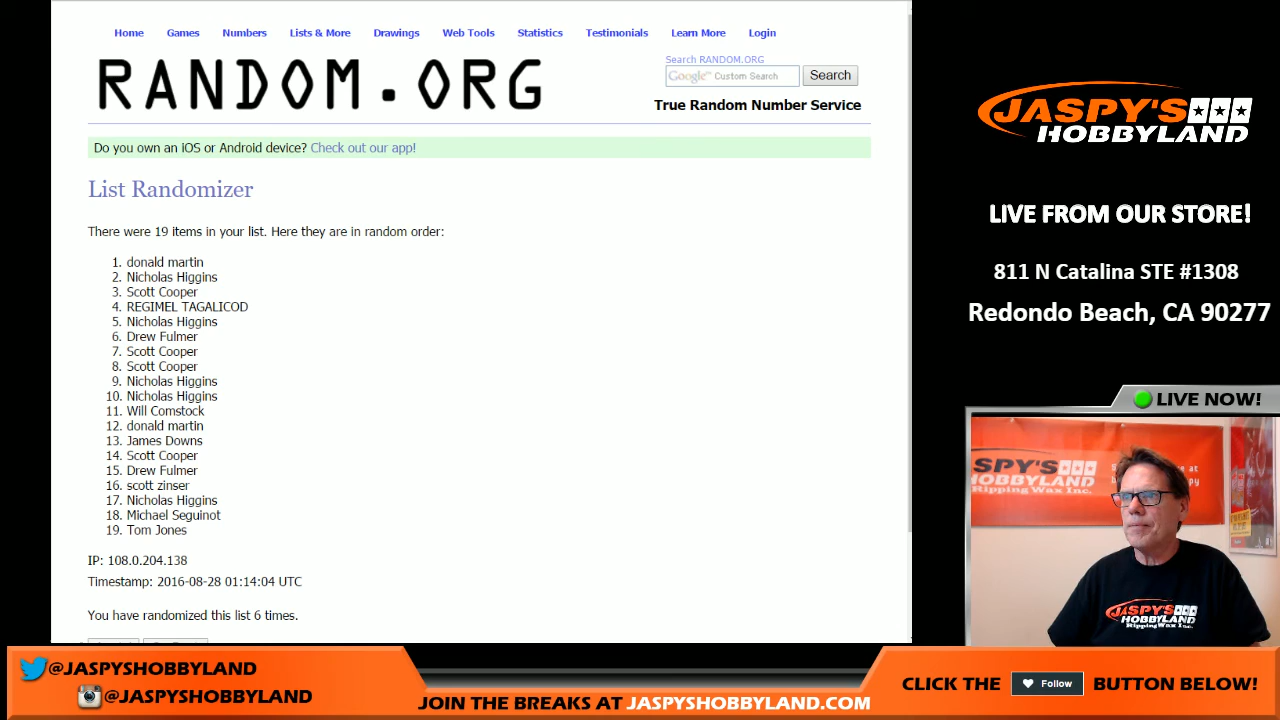 Home Games Numbers Lists & More Drawings Web Tools Statistics Testimonials Learn More Login
RANDOM.ORG
Search RANDOM.ORG
Google™ Custom Search Search
True Random Number Service
Do you own an iOS or Android device? Check out our app!
List Randomizer
There were 19 items in your list. Here they are in random order:
1. donald martin
2. Nicholas Higgins
3. Scott Cooper
4. REGIMEL TAGALICOD
5. Nicholas Higgins
6. Drew Fulmer
7. Scott Cooper
8. Scott Cooper
9. Nicholas Higgins
10. Nicholas Higgins
11. Will Comstock
12. donald martin
13. James Downs
14. Scott Cooper
15. Drew Fulmer
16. scott zinser
17. Nicholas Higgins
18. Michael Seguinot
19. Tom Jones
IP: 108.0.204.138
Timestamp: 2016-08-28 01:14:04 UTC
You have randomized this list 6 times.
JASPY'S
HOBBYLAND
LIVE FROM OUR STORE!
811 N Catalina STE #1308
Redondo Beach, CA 90277
LIVE NOW!
SPY'S
HOBBYLAND
Ripping Wax Inc.
JASPY'S
HOBBYLAND
Ripping Wax Inc.
@JASPYSHOBBYLAND
@JASPYSHOBBYLAND
JOIN THE BREAKS AT JASPYSHOBBYLAND.COM
CLICK THE Follow BUTTON BELOW!